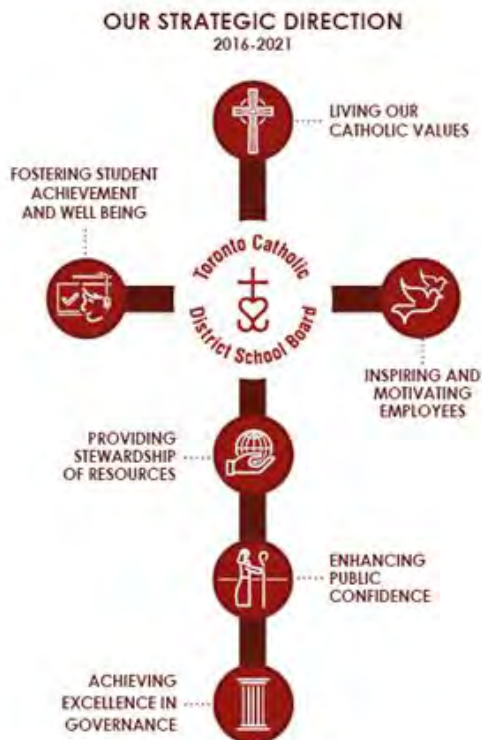 OUR STRATEGIC DIRECTION
2016-2021
LIVING OUR
CATHOLIC VALUES
FOSTERING STUDENT
ACHIEVEMENT
AND WELL BEING
Toronto Catholic
District School Board
INSPIRING AND
MOTIVATING
EMPLOYEES
PROVIDING
STEWARDSHIP
OF RESOURCES
ENHANCING
PUBLIC
CONFIDENCE
ACHIEVING
EXCELLENCE IN
GOVERNANCE